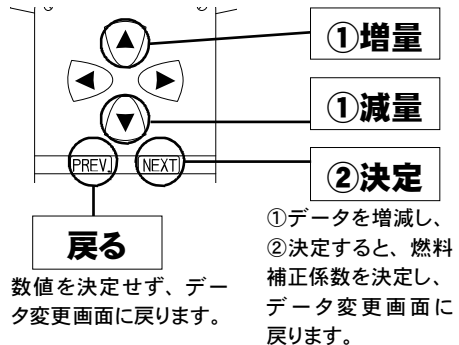 ①増量
①減量
PREV.
NEXT
②決定
戻る
数値を決定せず、デー
タ変更画面に戻ります。
①データを増減し、
②決定すると、燃料
補正係数を決定し、
データ変更画面に
戻ります。